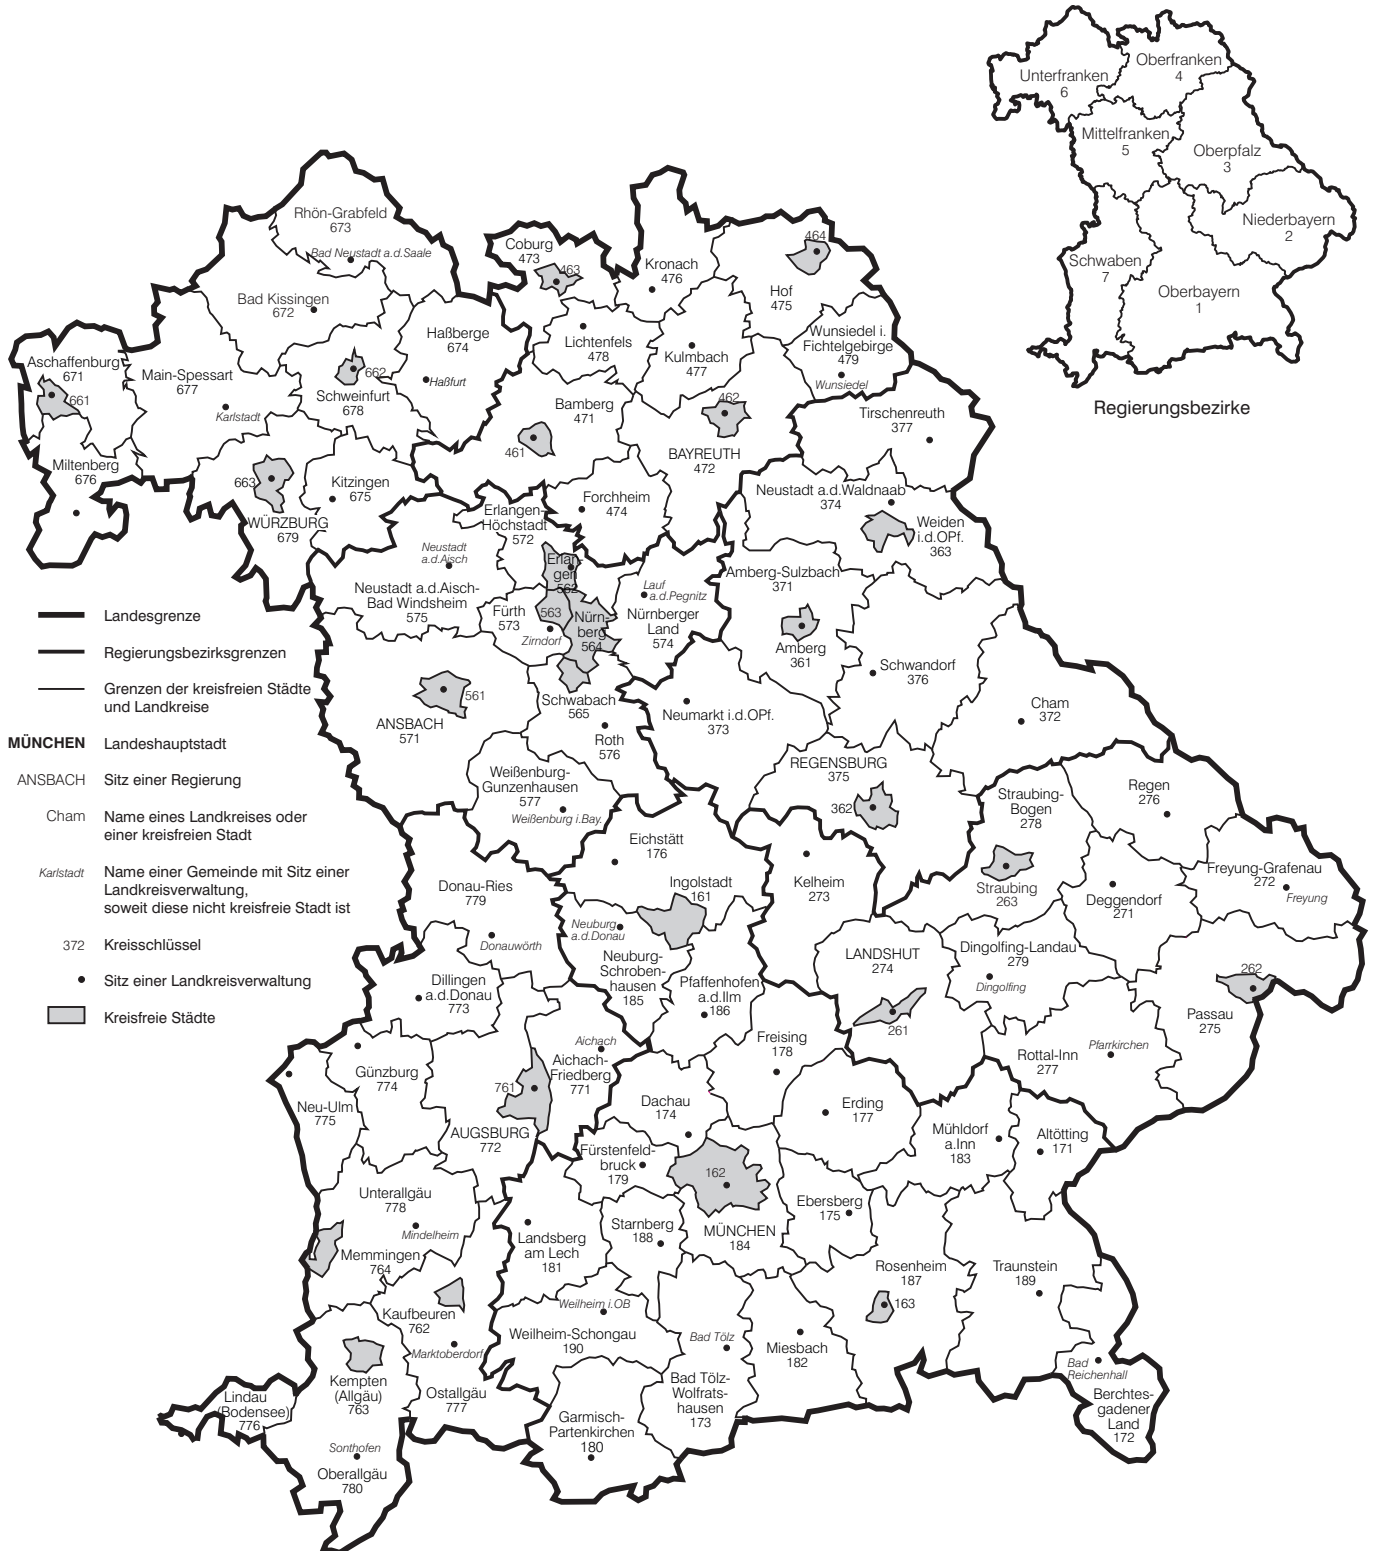 Oberfranken
4
Unterfranken
6
Mittelfranken
5
Oberpfalz
3
Niederbayern
2
Schwaben
7
Oberbayern
1
Regierungsbezirke
Rhön-Grabfeld
673
Bad Neustadt a.d.Saale
Bad Kissingen
672
Coburg
473
463
Kronach
476
464
Hof
475
Haßberge
674
Haßfurt
Lichtenfels
478
Kulmbach
477
Wunsiedel i.
Fichtelgebirge
479
Wunsiedel
Aschaffenburg
671
661
Main-Spessart
677
Karlstadt
662
Schweinfurt
678
Bamberg
471
461
462
BAYREUTH
472
Tirschenreuth
377
Miltenberg
676
663
WÜRZBURG
679
Kitzingen
675
Forchheim
474
Erlangen-
Höchstadt
572
Neustadt a.d.Waldnaab
374
Weiden
i.d.OPf.
363
Neustadt
a.d.Aisch
Neustadt a.d.Aisch-
Bad Windsheim
575
Erlan-
gen
562
Fürth
573
563
Zirndorf
Nürn-
berg
564
Lauf
a.d.Pegnitz
Nürnberger
Land
574
Amberg-Sulzbach
371
Amberg
361
Schwandorf
376
Cham
372
561
ANSBACH
571
Schwabach
565
Roth
576
Neumarkt i.d.OPf.
373
REGENSBURG
375
362
Weißenburg-
Gunzenhausen
577
Weißenburg i.Bay.
Straubing-
Bogen
278
Straubing
263
Regen
276
Freyung-Grafenau
272
Freyung
Deggendorf
271
Landesgrenze
Regierungsbezirksgrenzen
Grenzen der kreisfreien Städte
und Landkreise
MÜNCHEN Landeshauptstadt
ANSBACH Sitz einer Regierung
Cham Name eines Landkreises oder
einer kreisfreien Stadt
Karlstadt Name einer Gemeinde mit Sitz einer
Landkreisverwaltung,
soweit diese nicht kreisfreie Stadt ist
372 Kreisschlüssel
Sitz einer Landkreisverwaltung
Kreisfreie Städte
Eichstätt
176
Ingolstadt
161
Kelheim
273
Donau-Ries
779
Donauwörth
Neuburg
a.d.Donau
Neuburg-
Schroben-
hausen
185
Pfaffenhofen
a.d.Ilm
186
LANDSHUT
274
261
Dingolfing-Landau
279
Dingolfing
262
Passau
275
Rottal-Inn
277
Pfarrkirchen
Dillingen
a.d.Donau
773
Günzburg
774
Neu-Ulm
775
761
AUGSBURG
772
Aichach
Aichach-
Friedberg
771
Freising
178
Dachau
174
Erding
177
Mühldorf
a.Inn
183
Altötting
171
Fürstenfeld-
bruck
179
162
MÜNCHEN
184
Ebersberg
175
Unterallgäu
778
Mindelheim
Memmingen
764
Landsberg
am Lech
181
Starnberg
188
Rosenheim
187
163
Traunstein
189
Kaufbeuren
762
Marktoberdorf
Ostallgäu
777
Weilheim i.OB
Weilheim-Schongau
190
Bad Tölz
Bad Tölz-
Wolfrats-
hausen
173
Miesbach
182
Bad
Reichenhall
Berchtes-
gadener
Land
172
Kempten
(Allgäu)
763
Lindau
(Bodensee)
776
Sonthofen
Oberallgäu
780
Garmisch-
Partenkirchen
180